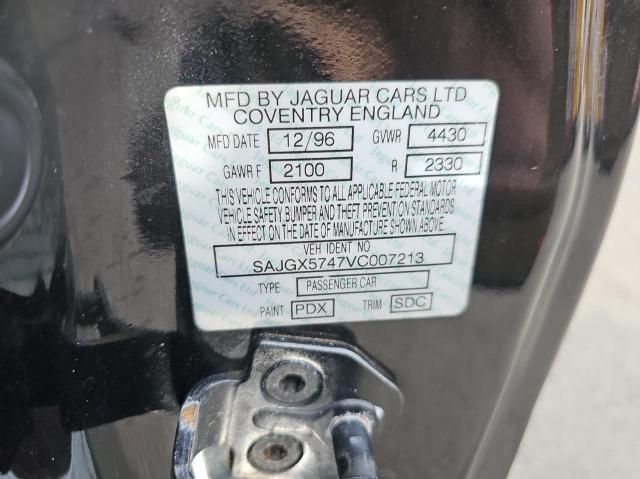 MFD BY JAGUAR CARS LTD
COVENTRY ENGLAND
MFD DATE 12/96 GVWR 4430
GAWR F 2100 R 2330
THIS VEHICLE CONFORMS TO ALL APPLICABLE FEDERAL MOTOR
VEHICLE SAFETY, BUMPER AND THEFT PREVENTION STANDARDS
IN EFFECT ON THE DATE OF MANUFACTURE SHOWN ABOVE.
VEH IDENT NO
SAJGX5747VC007213
TYPE PASSENGER CAR
PAINT PDX TRIM SDC